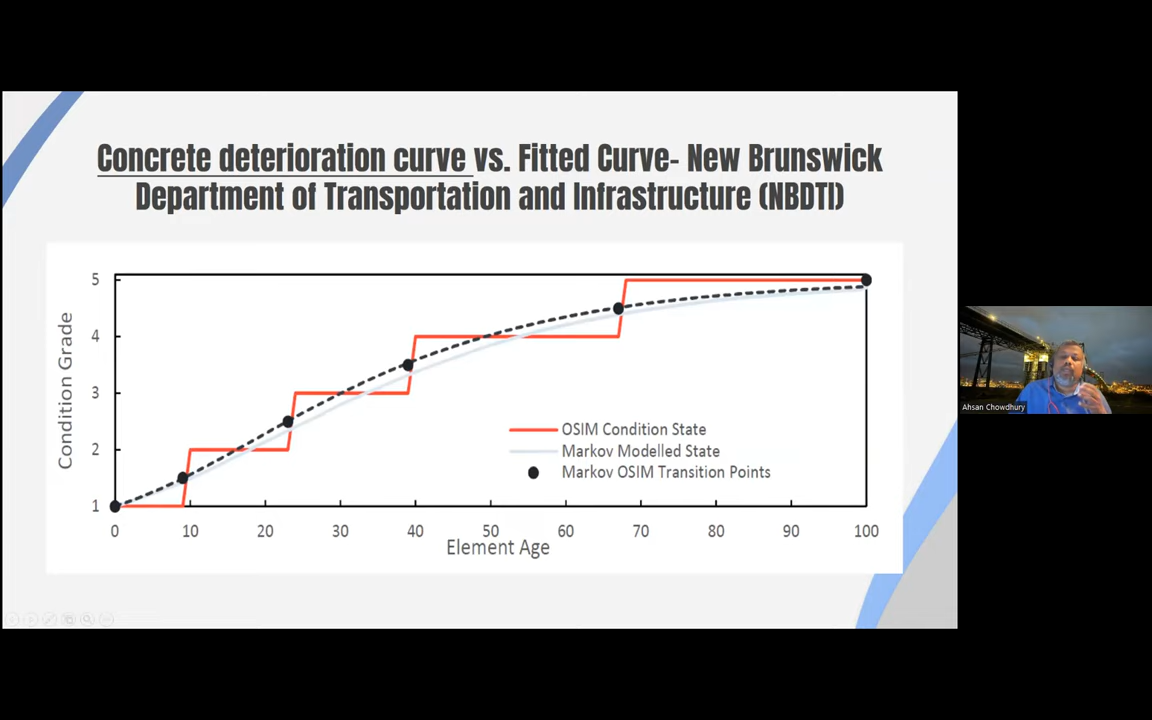 Concrete deterioration curve vs. Fitted Curve- New Brunswick
Department of Transportation and Infrastructure (NBDTI)
5
4
3
2
1
Condition Grade
OSIM Condition State
Markov Modelled State
Markov OSIM Transition Points
0 10 20 30 40 50 60 70 80 90 100
Element Age
Ahsan Chowdhury